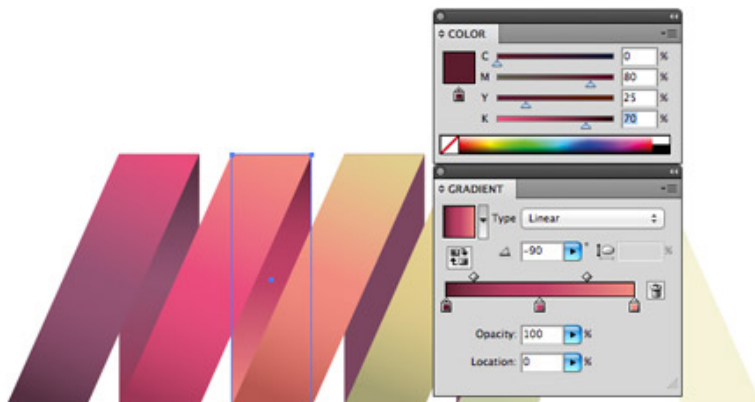 COLOR
C 0 %
M 80 %
Y 25 %
K 70 %
GRADIENT
Type Linear
-90 ° %
Opacity: 100 %
Location: 0 %